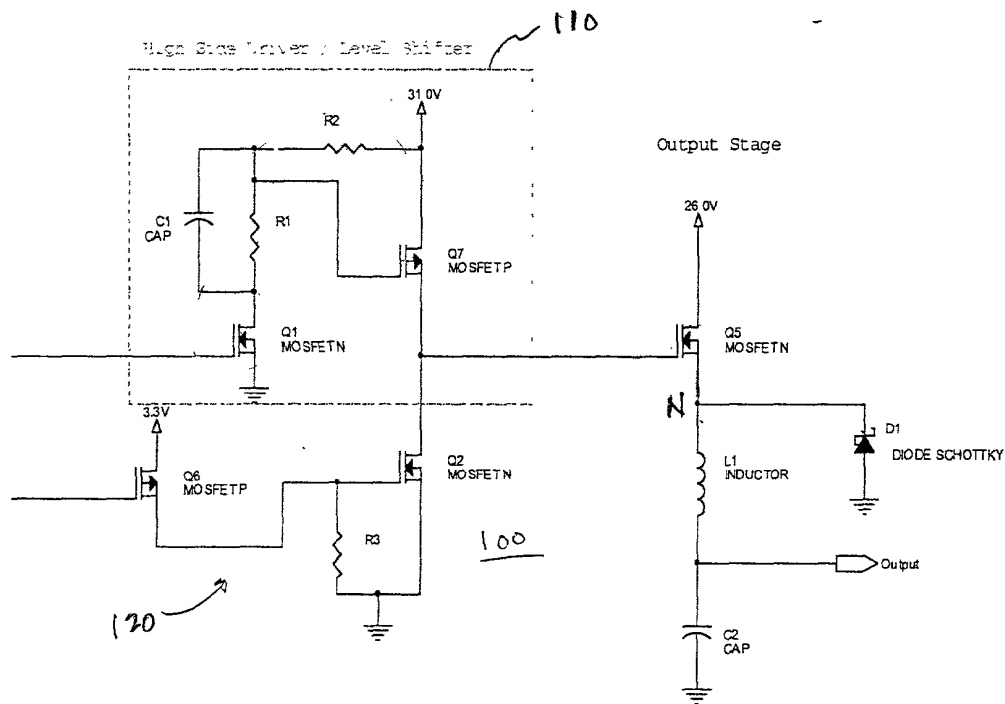 110
High Side Driver / Level Shifter
31.0V
R2
Output Stage
C1
CAP
R1
26.0V
Q7
MOSFETP
Q1
MOSFETN
Q5
MOSFETN
N
3.3V
D1
DIODE SCHOTTKY
Q6
MOSFETP
Q2
MOSFETN
L1
INDUCTOR
R3
100
Output
120
C2
CAP